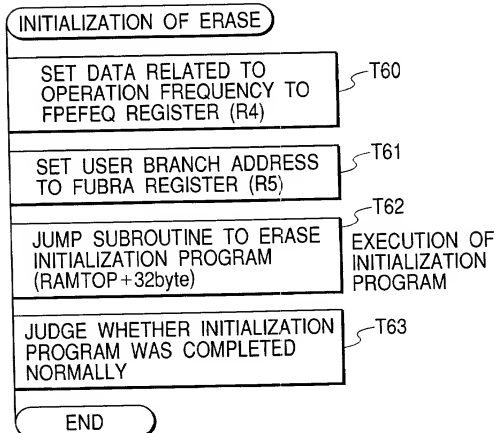 INITIALIZATION OF ERASE
SET DATA RELATED TO
OPERATION FREQUENCY TO
FPEFEQ REGISTER (R4)
T60
SET USER BRANCH ADDRESS
TO FUBRA REGISTER (R5)
T61
JUMP SUBROUTINE TO ERASE
INITIALIZATION PROGRAM
(RAMTOP+32byte)
T62
EXECUTION OF
INITIALIZATION
PROGRAM
JUDGE WHETHER INITIALIZATION
PROGRAM WAS COMPLETED
NORMALLY
T63
END